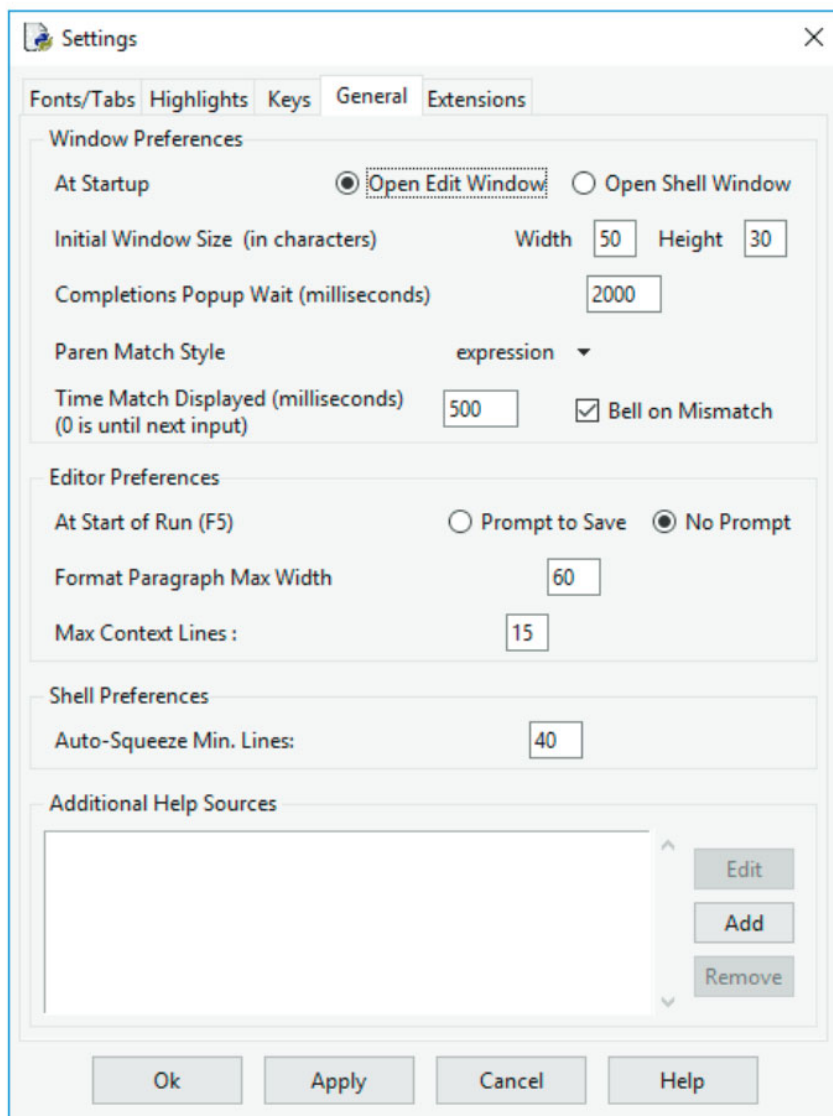 Settings
Fonts/Tabs Highlights Keys General Extensions
Window Preferences
At Startup Open Edit Window Open Shell Window
Initial Window Size (in characters) Width 50 Height 30
Completions Popup Wait (milliseconds) 2000
Paren Match Style expression
Time Match Displayed (milliseconds)
(0 is until next input) 500 Bell on Mismatch
Editor Preferences
At Start of Run (F5) Prompt to Save No Prompt
Format Paragraph Max Width 60
Max Context Lines : 15
Shell Preferences
Auto-Squeeze Min. Lines: 40
Additional Help Sources
Edit
Add
Remove
Ok Apply Cancel Help